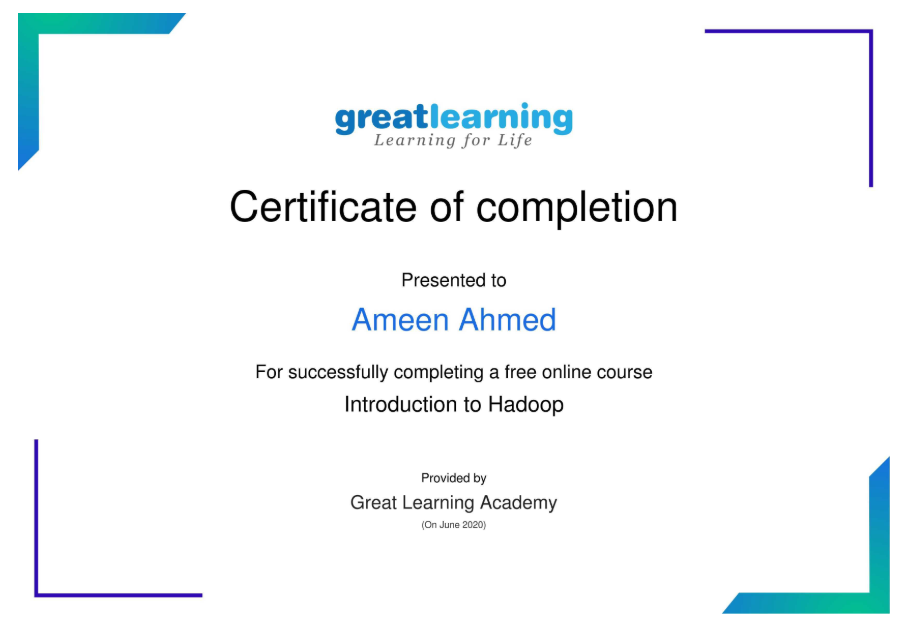 greatlearning
Learning for Life
Certificate of completion
Presented to
Ameen Ahmed
For successfully completing a free online course
Introduction to Hadoop
Provided by
Great Learning Academy
(On June 2020)